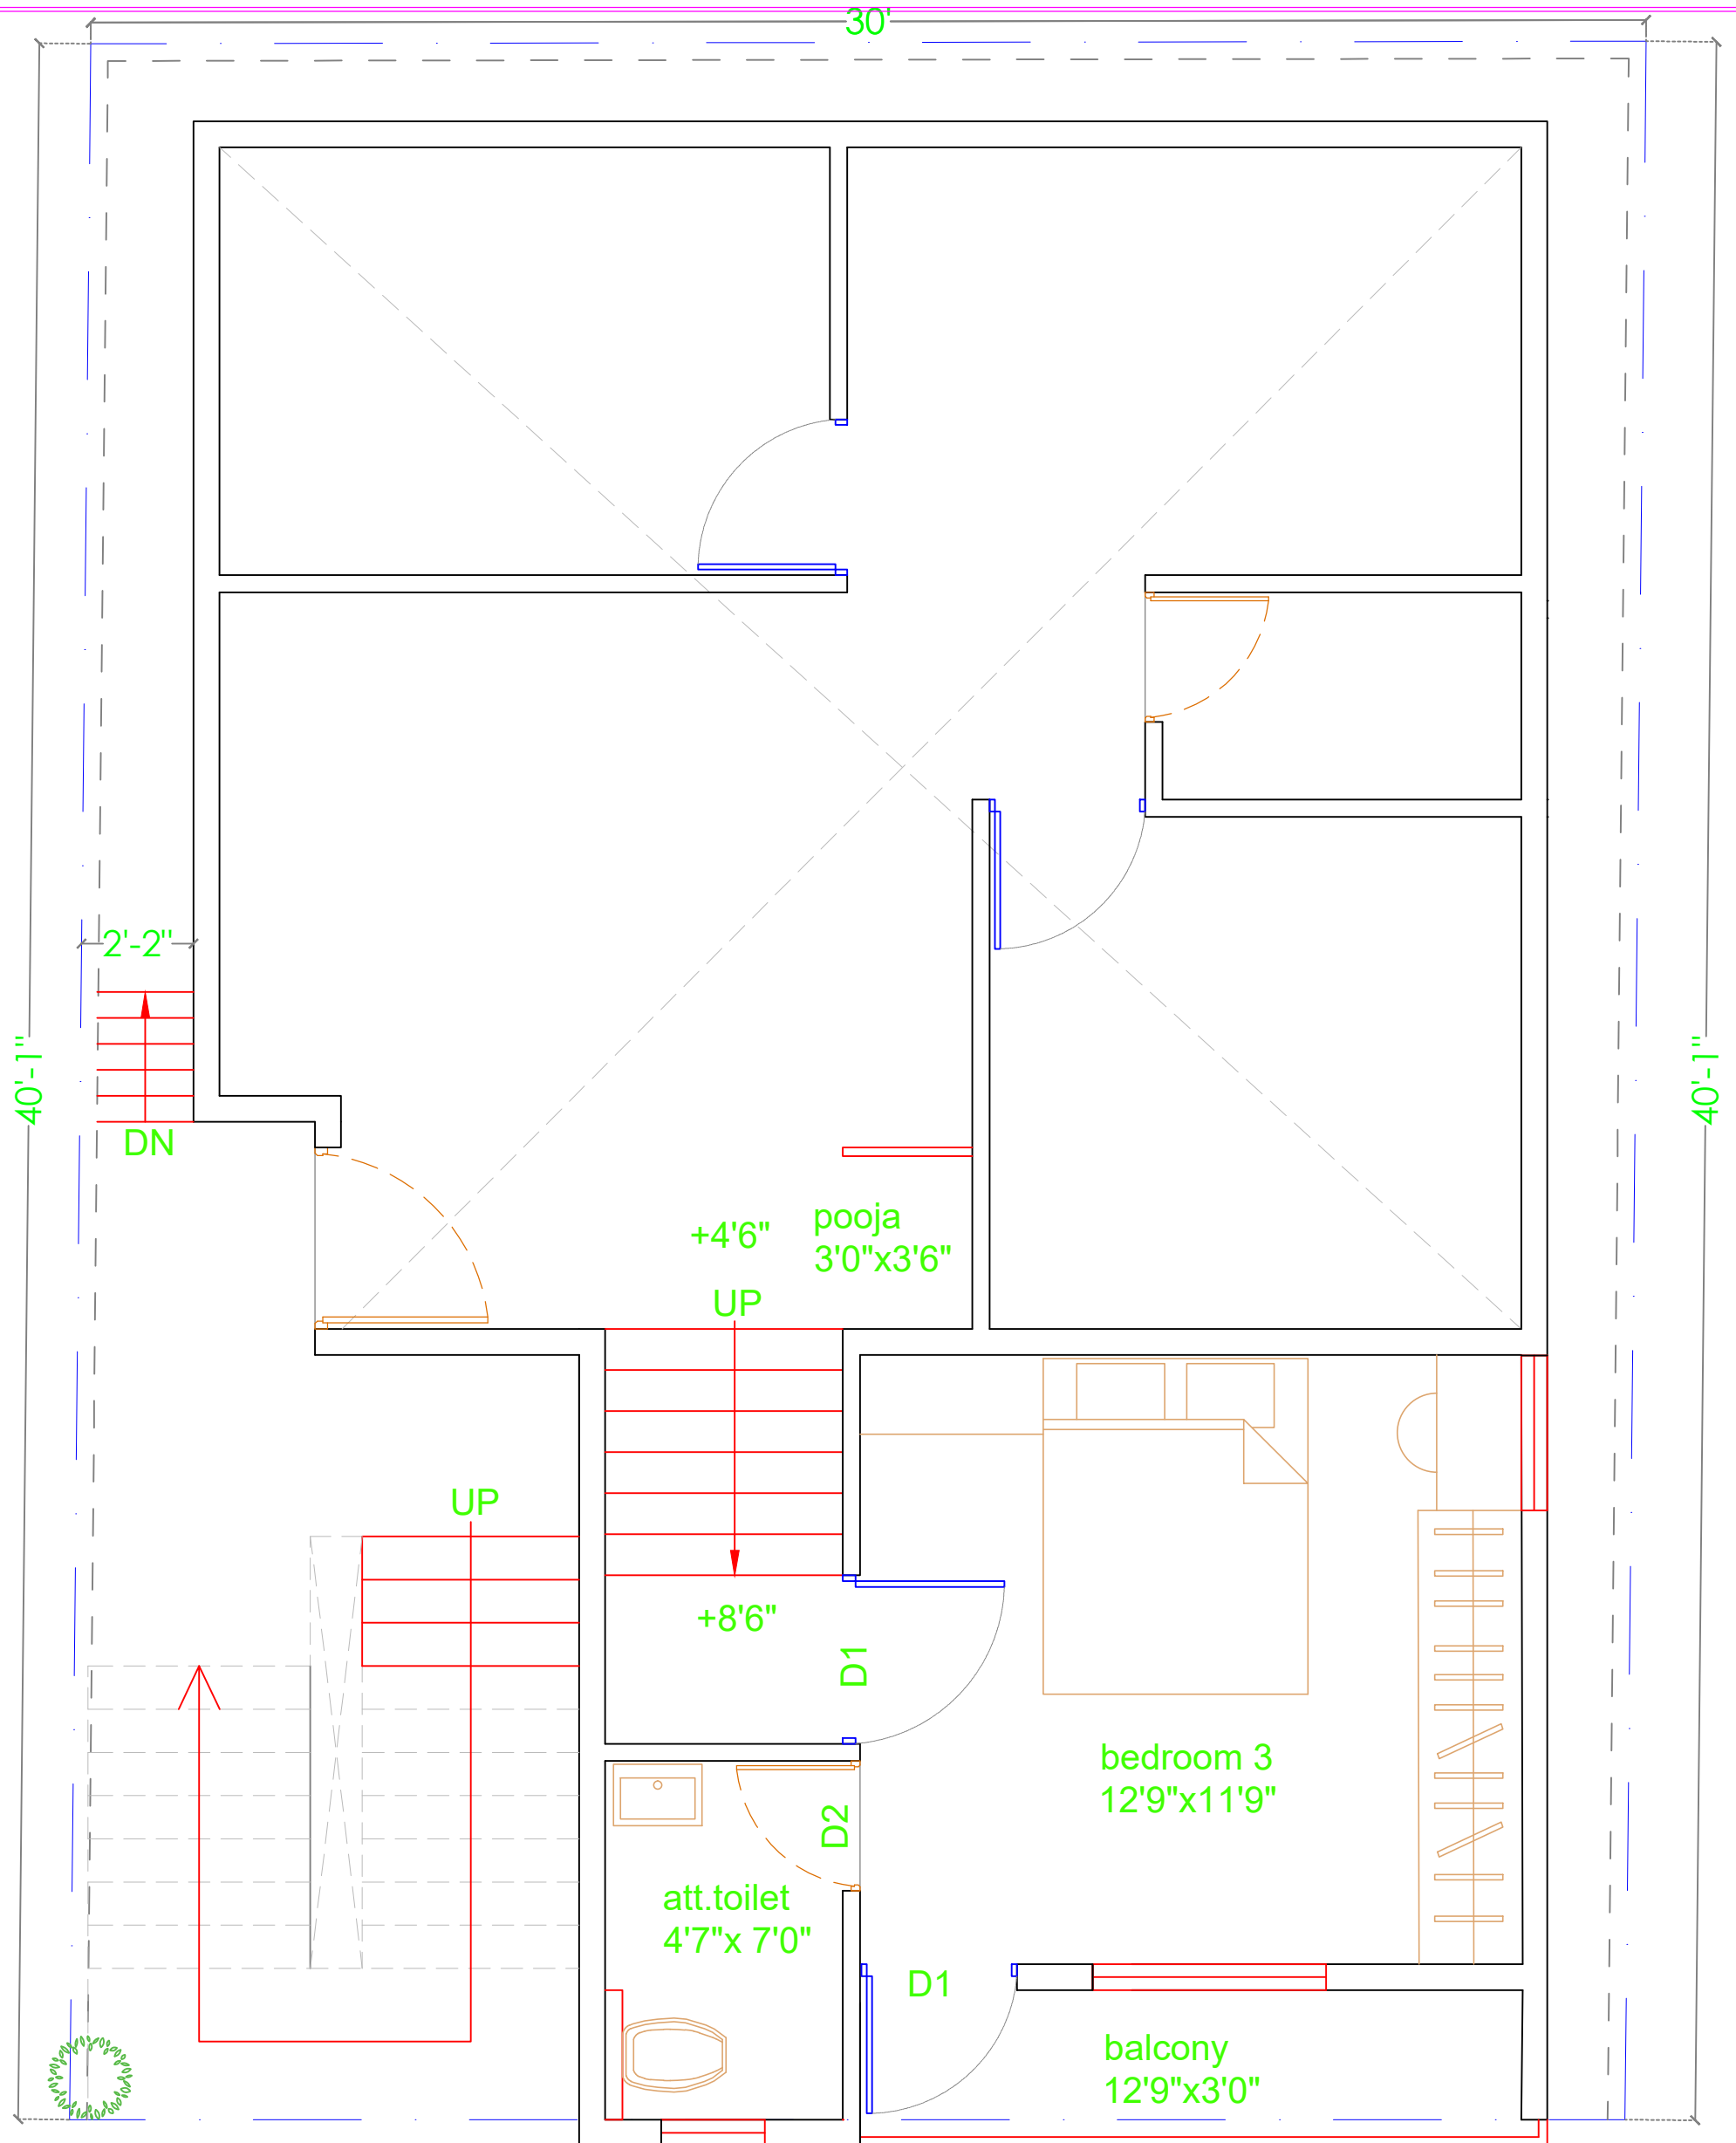 30'
2'-2"
40'-1"
40'-1"
DN
+4'6"
pooja
3'0"x3'6"
UP
UP
+8'6"
D1
bedroom 3
12'9"x11'9"
D2
att.toilet
4'7"x 7'0"
D1
balcony
12'9"x3'0"